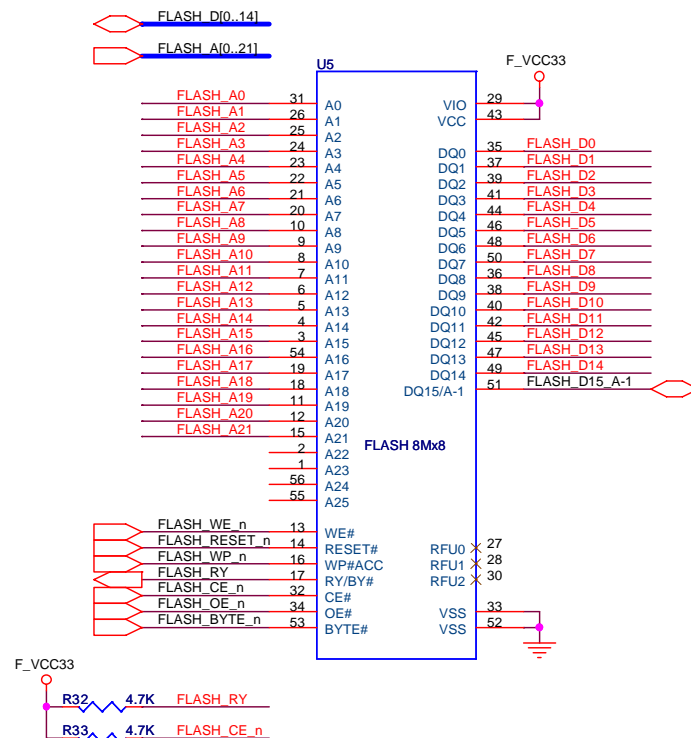 FLASH_D[0..14]
FLASH_A[0..21]
U5
F_VCC33
FLASH_A0 31 A0 VIO 29
FLASH_A1 26 A1 VCC 43
FLASH_A2 25 A2
FLASH_A3 24 A3 DQ0 35 FLASH_D0
FLASH_A4 23 A4 DQ1 37 FLASH_D1
FLASH_A5 22 A5 DQ2 39 FLASH_D2
FLASH_A6 21 A6 DQ3 41 FLASH_D3
FLASH_A7 20 A7 DQ4 44 FLASH_D4
FLASH_A8 10 A8 DQ5 46 FLASH_D5
FLASH_A9 9 A9 DQ6 48 FLASH_D6
FLASH_A10 8 A10 DQ7 50 FLASH_D7
FLASH_A11 7 A11 DQ8 36 FLASH_D8
FLASH_A12 6 A12 DQ9 38 FLASH_D9
FLASH_A13 5 A13 DQ10 40 FLASH_D10
FLASH_A14 4 A14 DQ11 42 FLASH_D11
FLASH_A15 3 A15 DQ12 45 FLASH_D12
FLASH_A16 54 A16 DQ13 47 FLASH_D13
FLASH_A17 19 A17 DQ14 49 FLASH_D14
FLASH_A18 18 A18 DQ15/A-1 51 FLASH_D15_A-1
FLASH_A19 11 A19
FLASH_A20 12 A20
FLASH_A21 15 A21
2 A22 FLASH 8Mx8
1 A23
56 A24
55 A25
FLASH_WE_n 13 WE#
FLASH_RESET_n 14 RESET# RFU0 27
FLASH_WP_n 16 WP#ACC RFU1 28
FLASH_RY 17 RY/BY# RFU2 30
FLASH_CE_n 32 CE#
FLASH_OE_n 34 OE# VSS 33
FLASH_BYTE_n 53 BYTE# VSS 52
F_VCC33
R32 4.7K FLASH_RY
R33 4.7K FLASH_CE_n